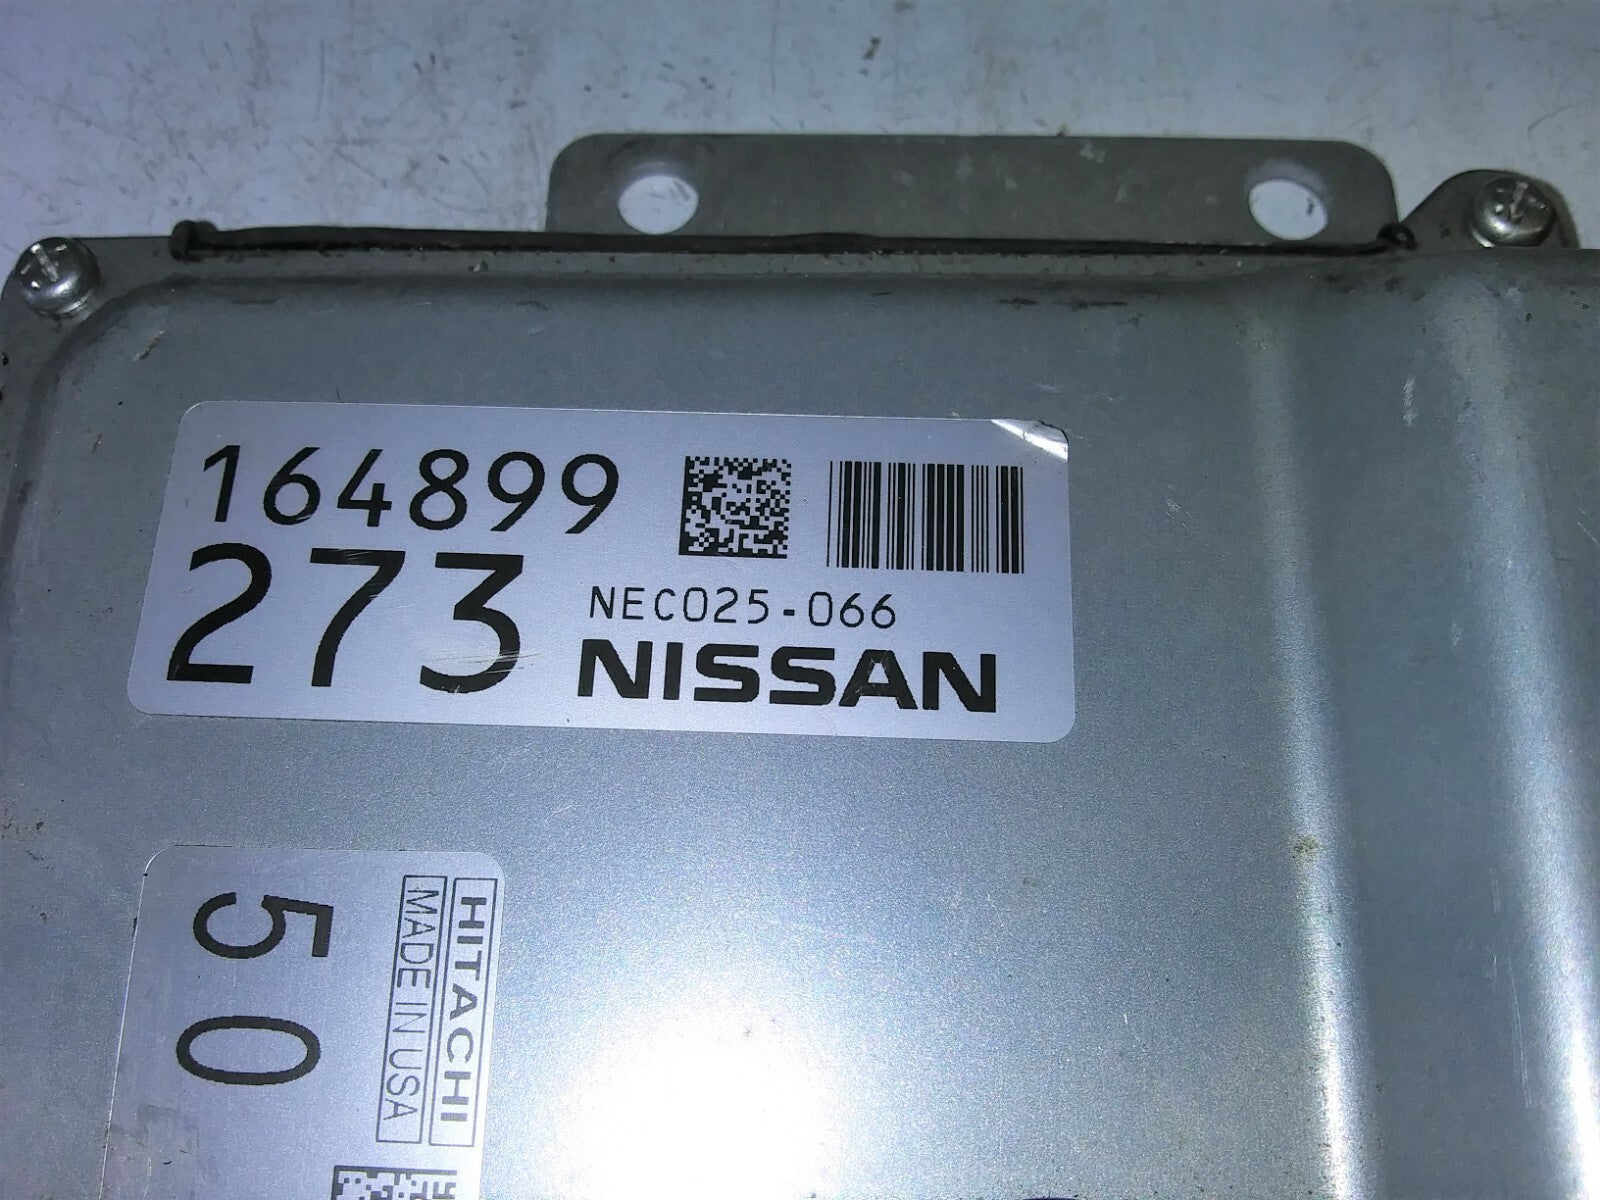 164899
273
NEC025-066
NISSAN
50
HITACHI
MADE IN USA